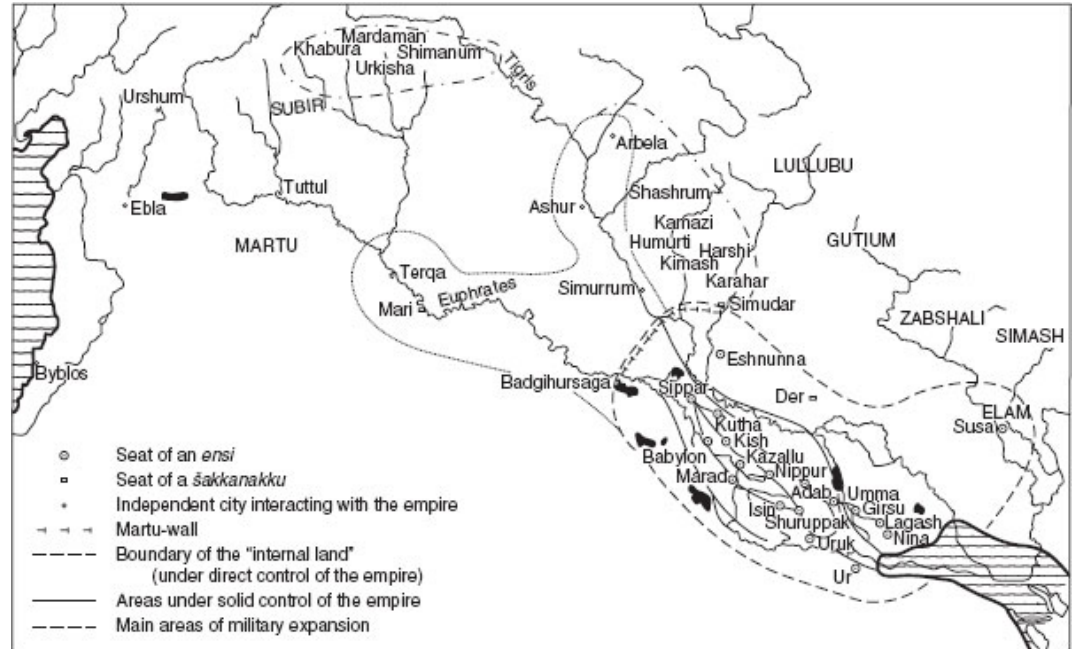 Mardaman
Khabura
Shimanum
Urkisha
Tigris
Urshum
SUBIR
Arbela
LULLUBU
Tuttul
Shashrum
Ebla
Ashur
Kamazi
MARTU
Humurti
Harshi
GUTIUM
Kimash
Terqa
Karahar
Euphrates
Simurrum
Mari
Simudar
ZABSHALI
SIMASH
Byblos
Eshnunna
Badgihursaga
Sippar
Der
ELAM
Susa
Kutha
Kish
Babylon
Kazallu
Marad
Nippur
Adab
Umma
Isin
Girsu
Shuruppak
Lagash
Uruk
Nina
Ur
Seat of an ensi
Seat of a šakkanakku
Independent city interacting with the empire
Martu-wall
Boundary of the “internal land”
(under direct control of the empire)
Areas under solid control of the empire
Main areas of military expansion